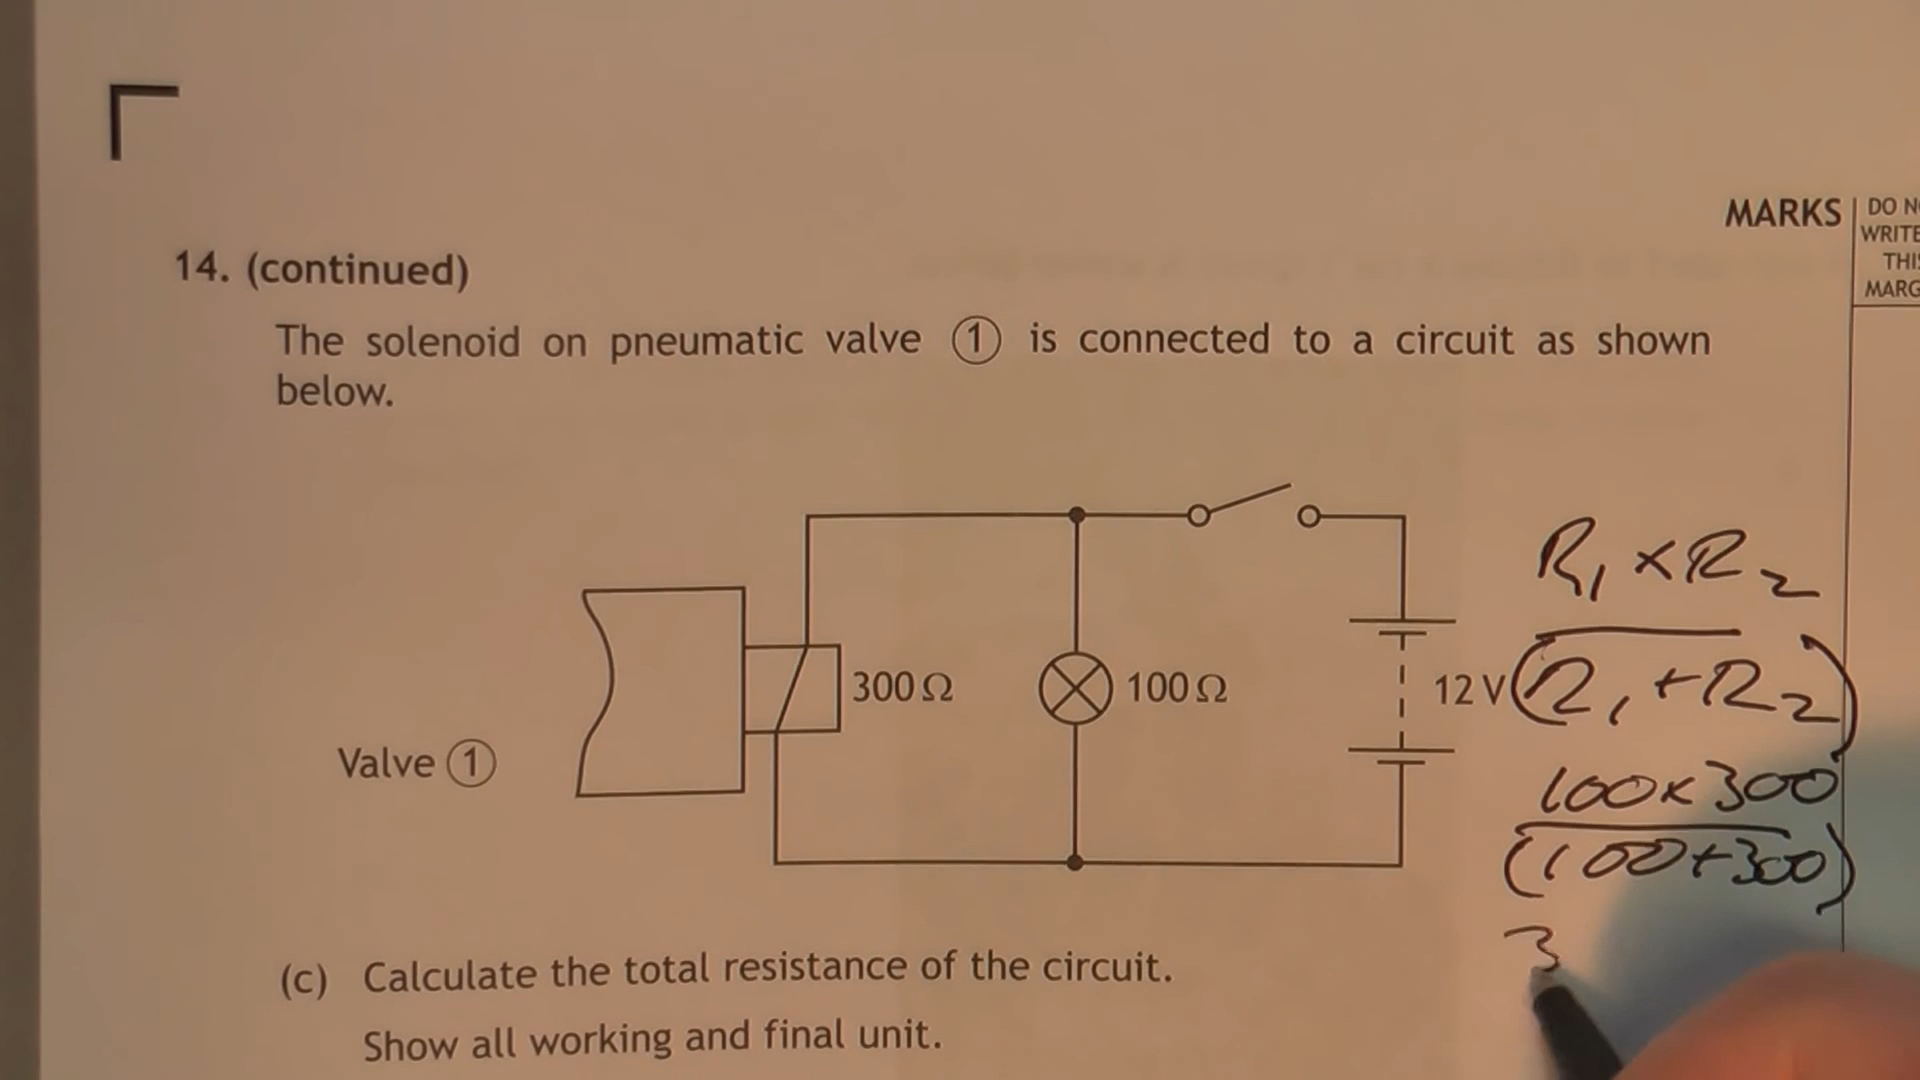 MARKS
DO N
WRITE
THIS
MARG
14. (continued)
The solenoid on pneumatic valve ① is connected to a circuit as shown
below.
300 Ω
100 Ω
12 V
Valve ①
R₁ × R₂
(R₁ + R₂)
100 × 300
(100 + 300)
3
(c) Calculate the total resistance of the circuit.
Show all working and final unit.